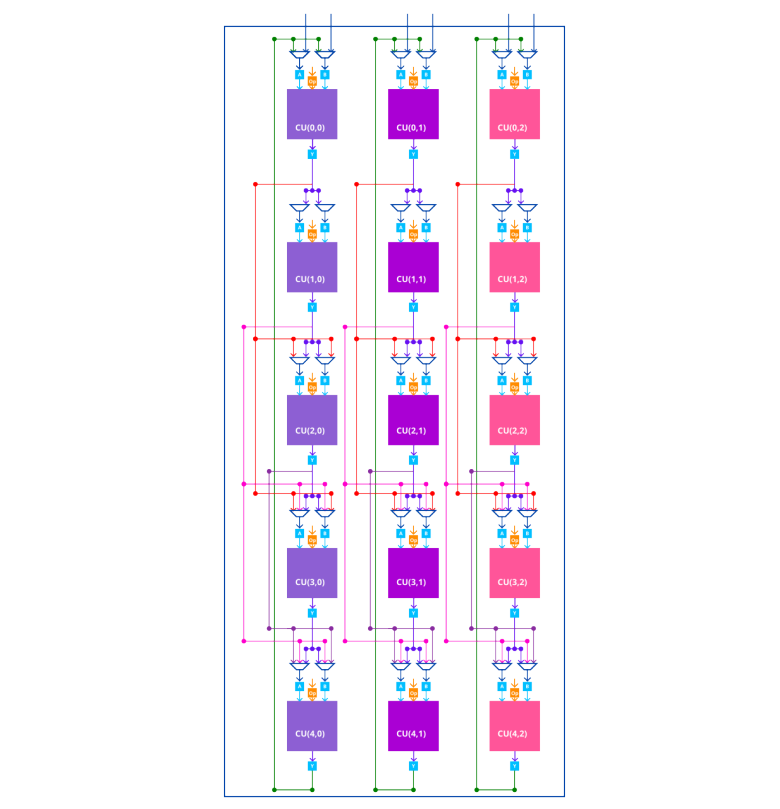 A Op B A Op B A Op B
CU(0,0) CU(0,1) CU(0,2)
Y Y Y
A Op B A Op B A Op B
CU(1,0) CU(1,1) CU(1,2)
Y Y Y
A Op B A Op B A Op B
CU(2,0) CU(2,1) CU(2,2)
Y Y Y
A Op B A Op B A Op B
CU(3,0) CU(3,1) CU(3,2)
Y Y Y
A Op B A Op B A Op B
CU(4,0) CU(4,1) CU(4,2)
Y Y Y